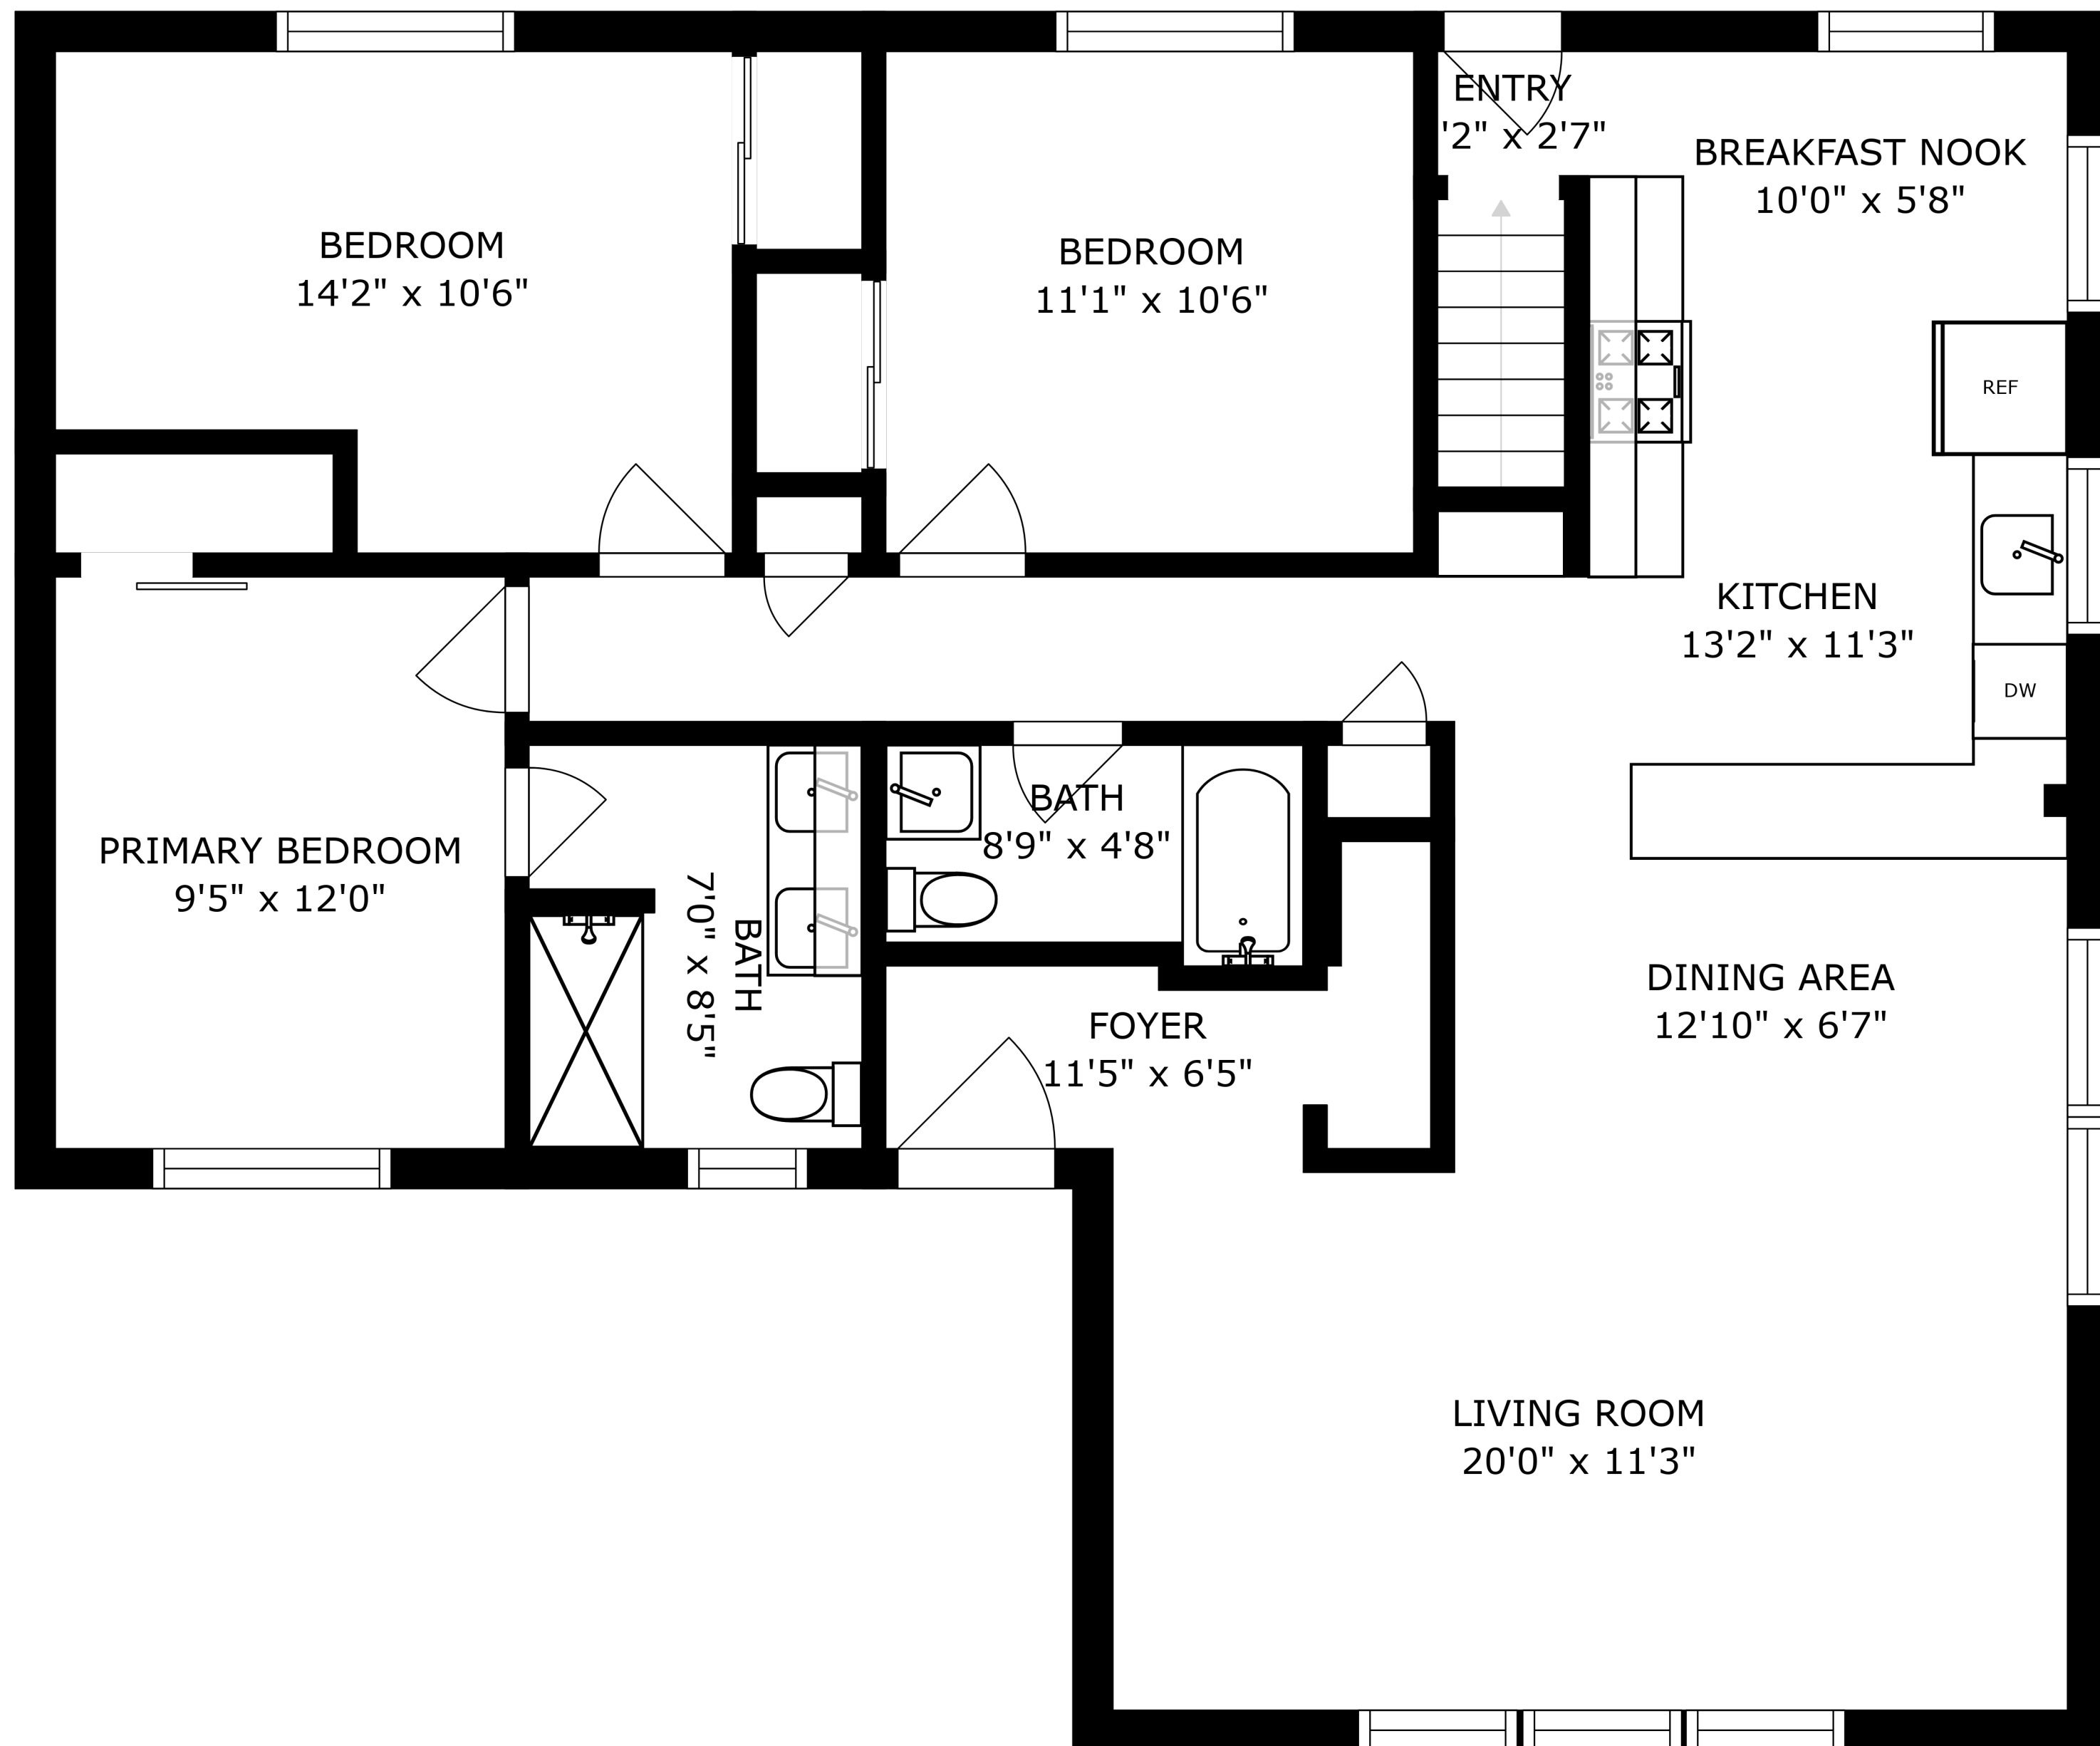 ENTRY
'2" x 2'7"
BREAKFAST NOOK
10'0" x 5'8"
BEDROOM
14'2" x 10'6"
BEDROOM
11'1" x 10'6"
REF
KITCHEN
13'2" x 11'3"
DW
PRIMARY BEDROOM
9'5" x 12'0"
BATH
7'0" x 8'5"
BATH
8'9" x 4'8"
FOYER
11'5" x 6'5"
DINING AREA
12'10" x 6'7"
LIVING ROOM
20'0" x 11'3"